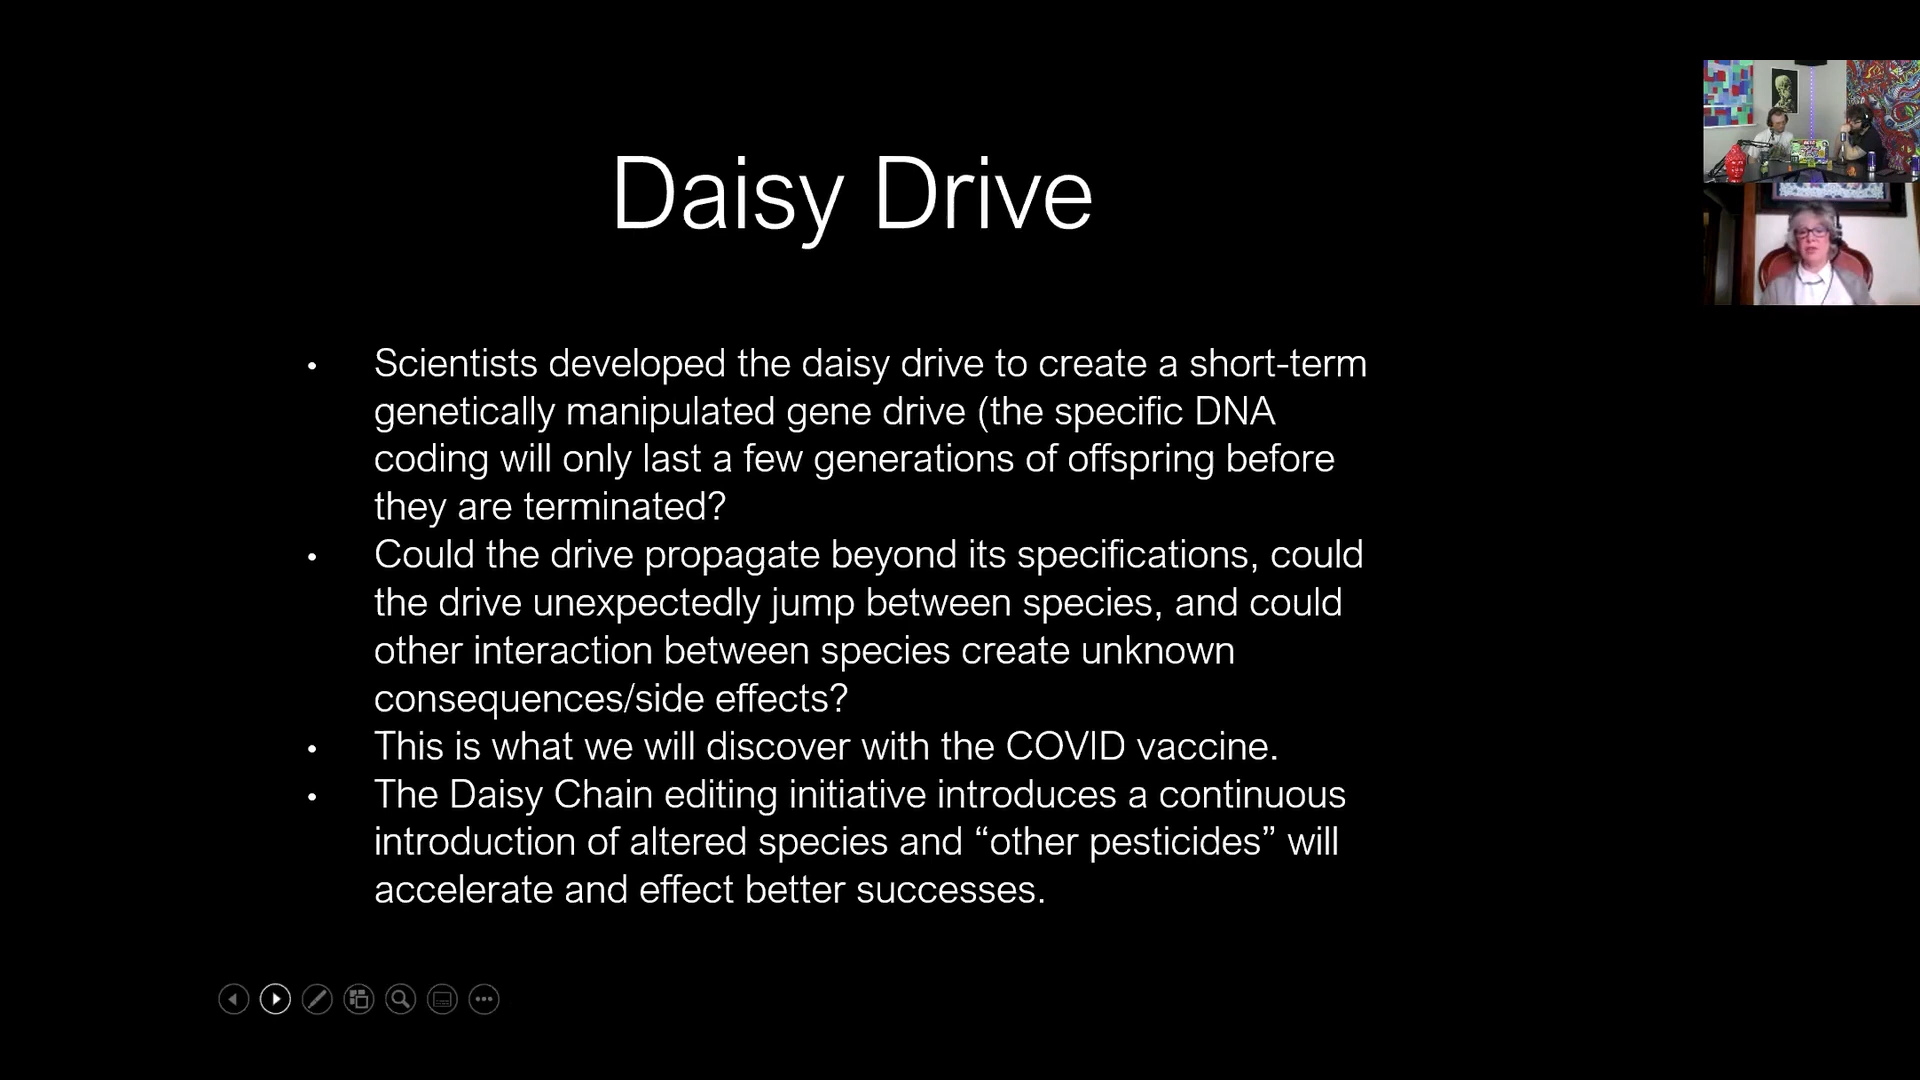 Daisy Drive
• Scientists developed the daisy drive to create a short-term
genetically manipulated gene drive (the specific DNA
coding will only last a few generations of offspring before
they are terminated?
• Could the drive propagate beyond its specifications, could
the drive unexpectedly jump between species, and could
other interaction between species create unknown
consequences/side effects?
• This is what we will discover with the COVID vaccine.
• The Daisy Chain editing initiative introduces a continuous
introduction of altered species and “other pesticides” will
accelerate and effect better successes.